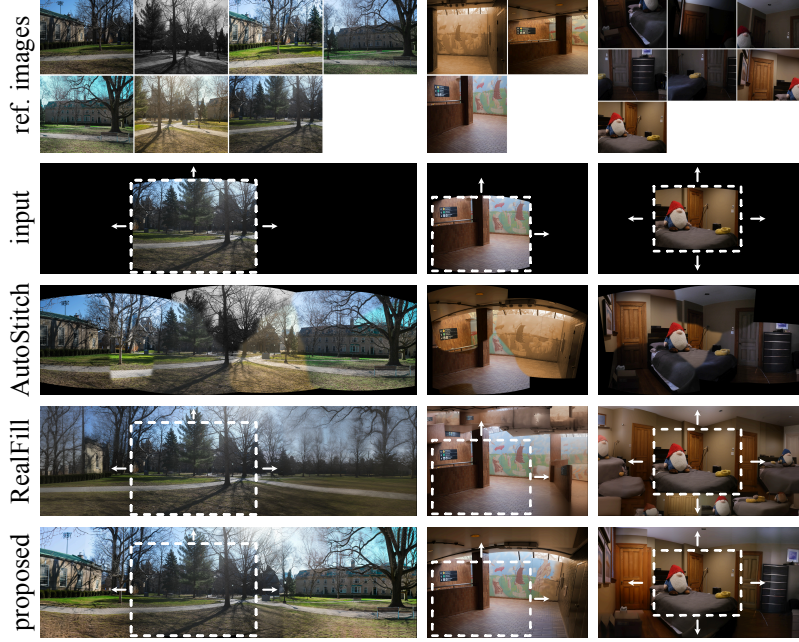 ref. images
input
AutoStitch
RealFill
proposed